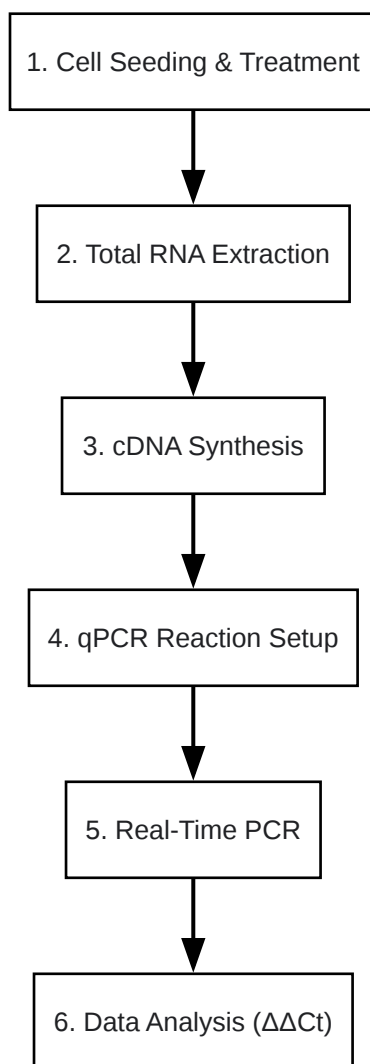 1. Cell Seeding & Treatment
2. Total RNA Extraction
3. cDNA Synthesis
4. qPCR Reaction Setup
5. Real-Time PCR
6. Data Analysis (ΔΔCt)